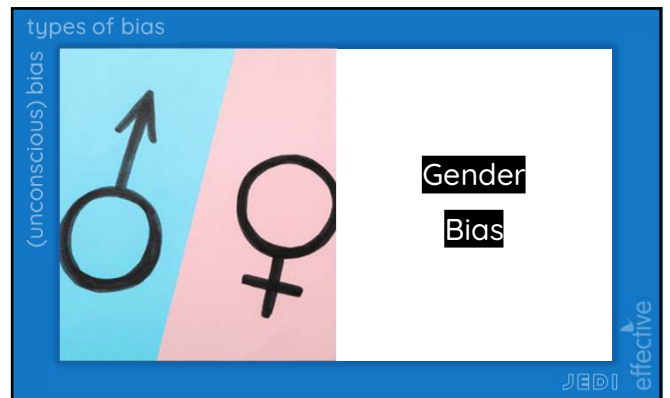 types of bias
(unconscious) bias
Gender
Bias
JEDI
effective